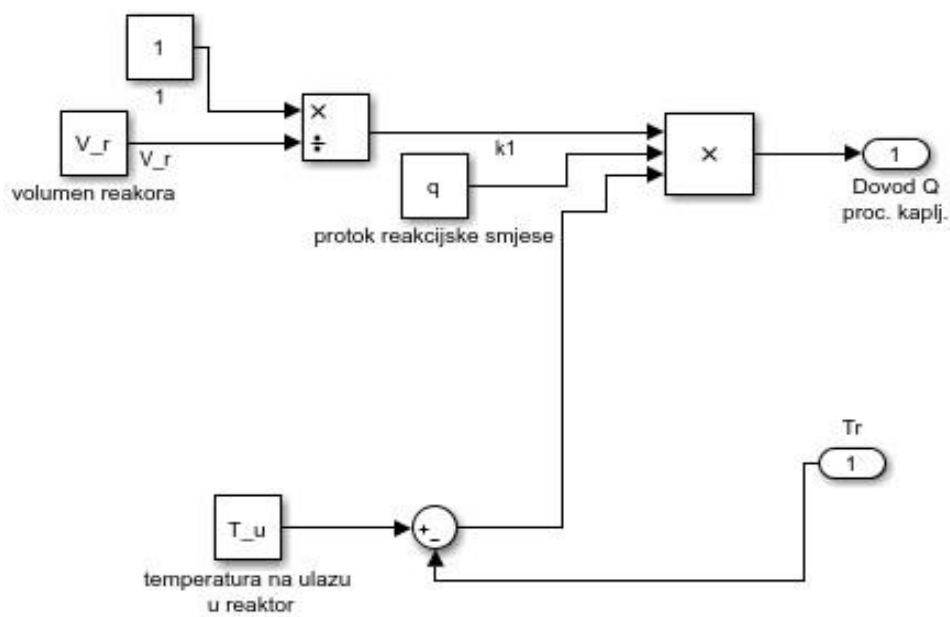 1
1
V_r
V_r
volumen reakora
×
÷
k1
q
protok reakcijske smjese
×
1
Dovod Q
proc. kaplj.
Tr
1
T_u
+
-
temperatura na ulazu
u reaktor